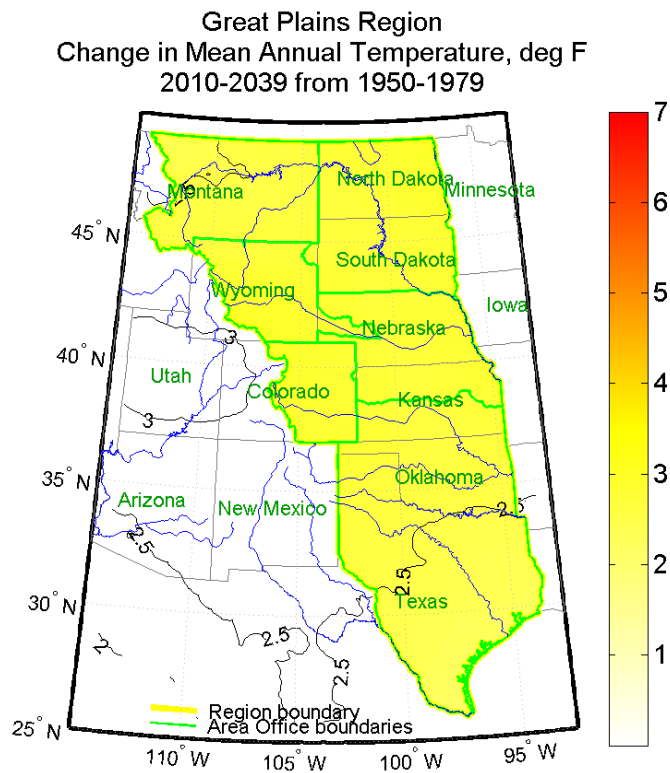 Great Plains Region
Change in Mean Annual Temperature, deg F
2010-2039 from 1950-1979
7
6
5
4
3
2
1
45° N
40° N
35° N
30° N
25° N
110° W
105° W
100° W
95° W
Montana
North Dakota
Minnesota
South Dakota
Wyoming
Iowa
Nebraska
3
Utah
Colorado
Kansas
3
Oklahoma
Arizona
New Mexico
2.5
2.5
2.5
Texas
2.5
2
2.5
Region boundary
Area Office boundaries